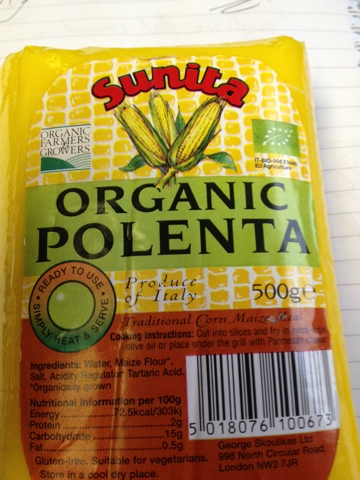 Sunita
ORGANIC
FARMERS
& GROWERS
EU Agriculture
ORGANIC
POLENTA
READY TO USE • SIMPLY HEAT & SERVE •
Produce
of Italy
500g e
Traditional Corn Maize Meal
Cooking instructions: Cut into slices and fry in extra virgin
olive oil or place under the grill with Parmesan cheese
Ingredients: Water, Maize Flour*,
Salt, Acidity Regulator Tartaric Acid.
*Organically grown
Nutritional information per 100g
Energy 72.5kcal/303kj
Protein 2g
Carbohydrate 15g
Fat 0.5g
Gluten-free. Suitable for vegetarians.
Store in a cool dry place.
5 018076 100673
George Skoulikas Ltd
998 North Circular Road,
London NW2 7JR